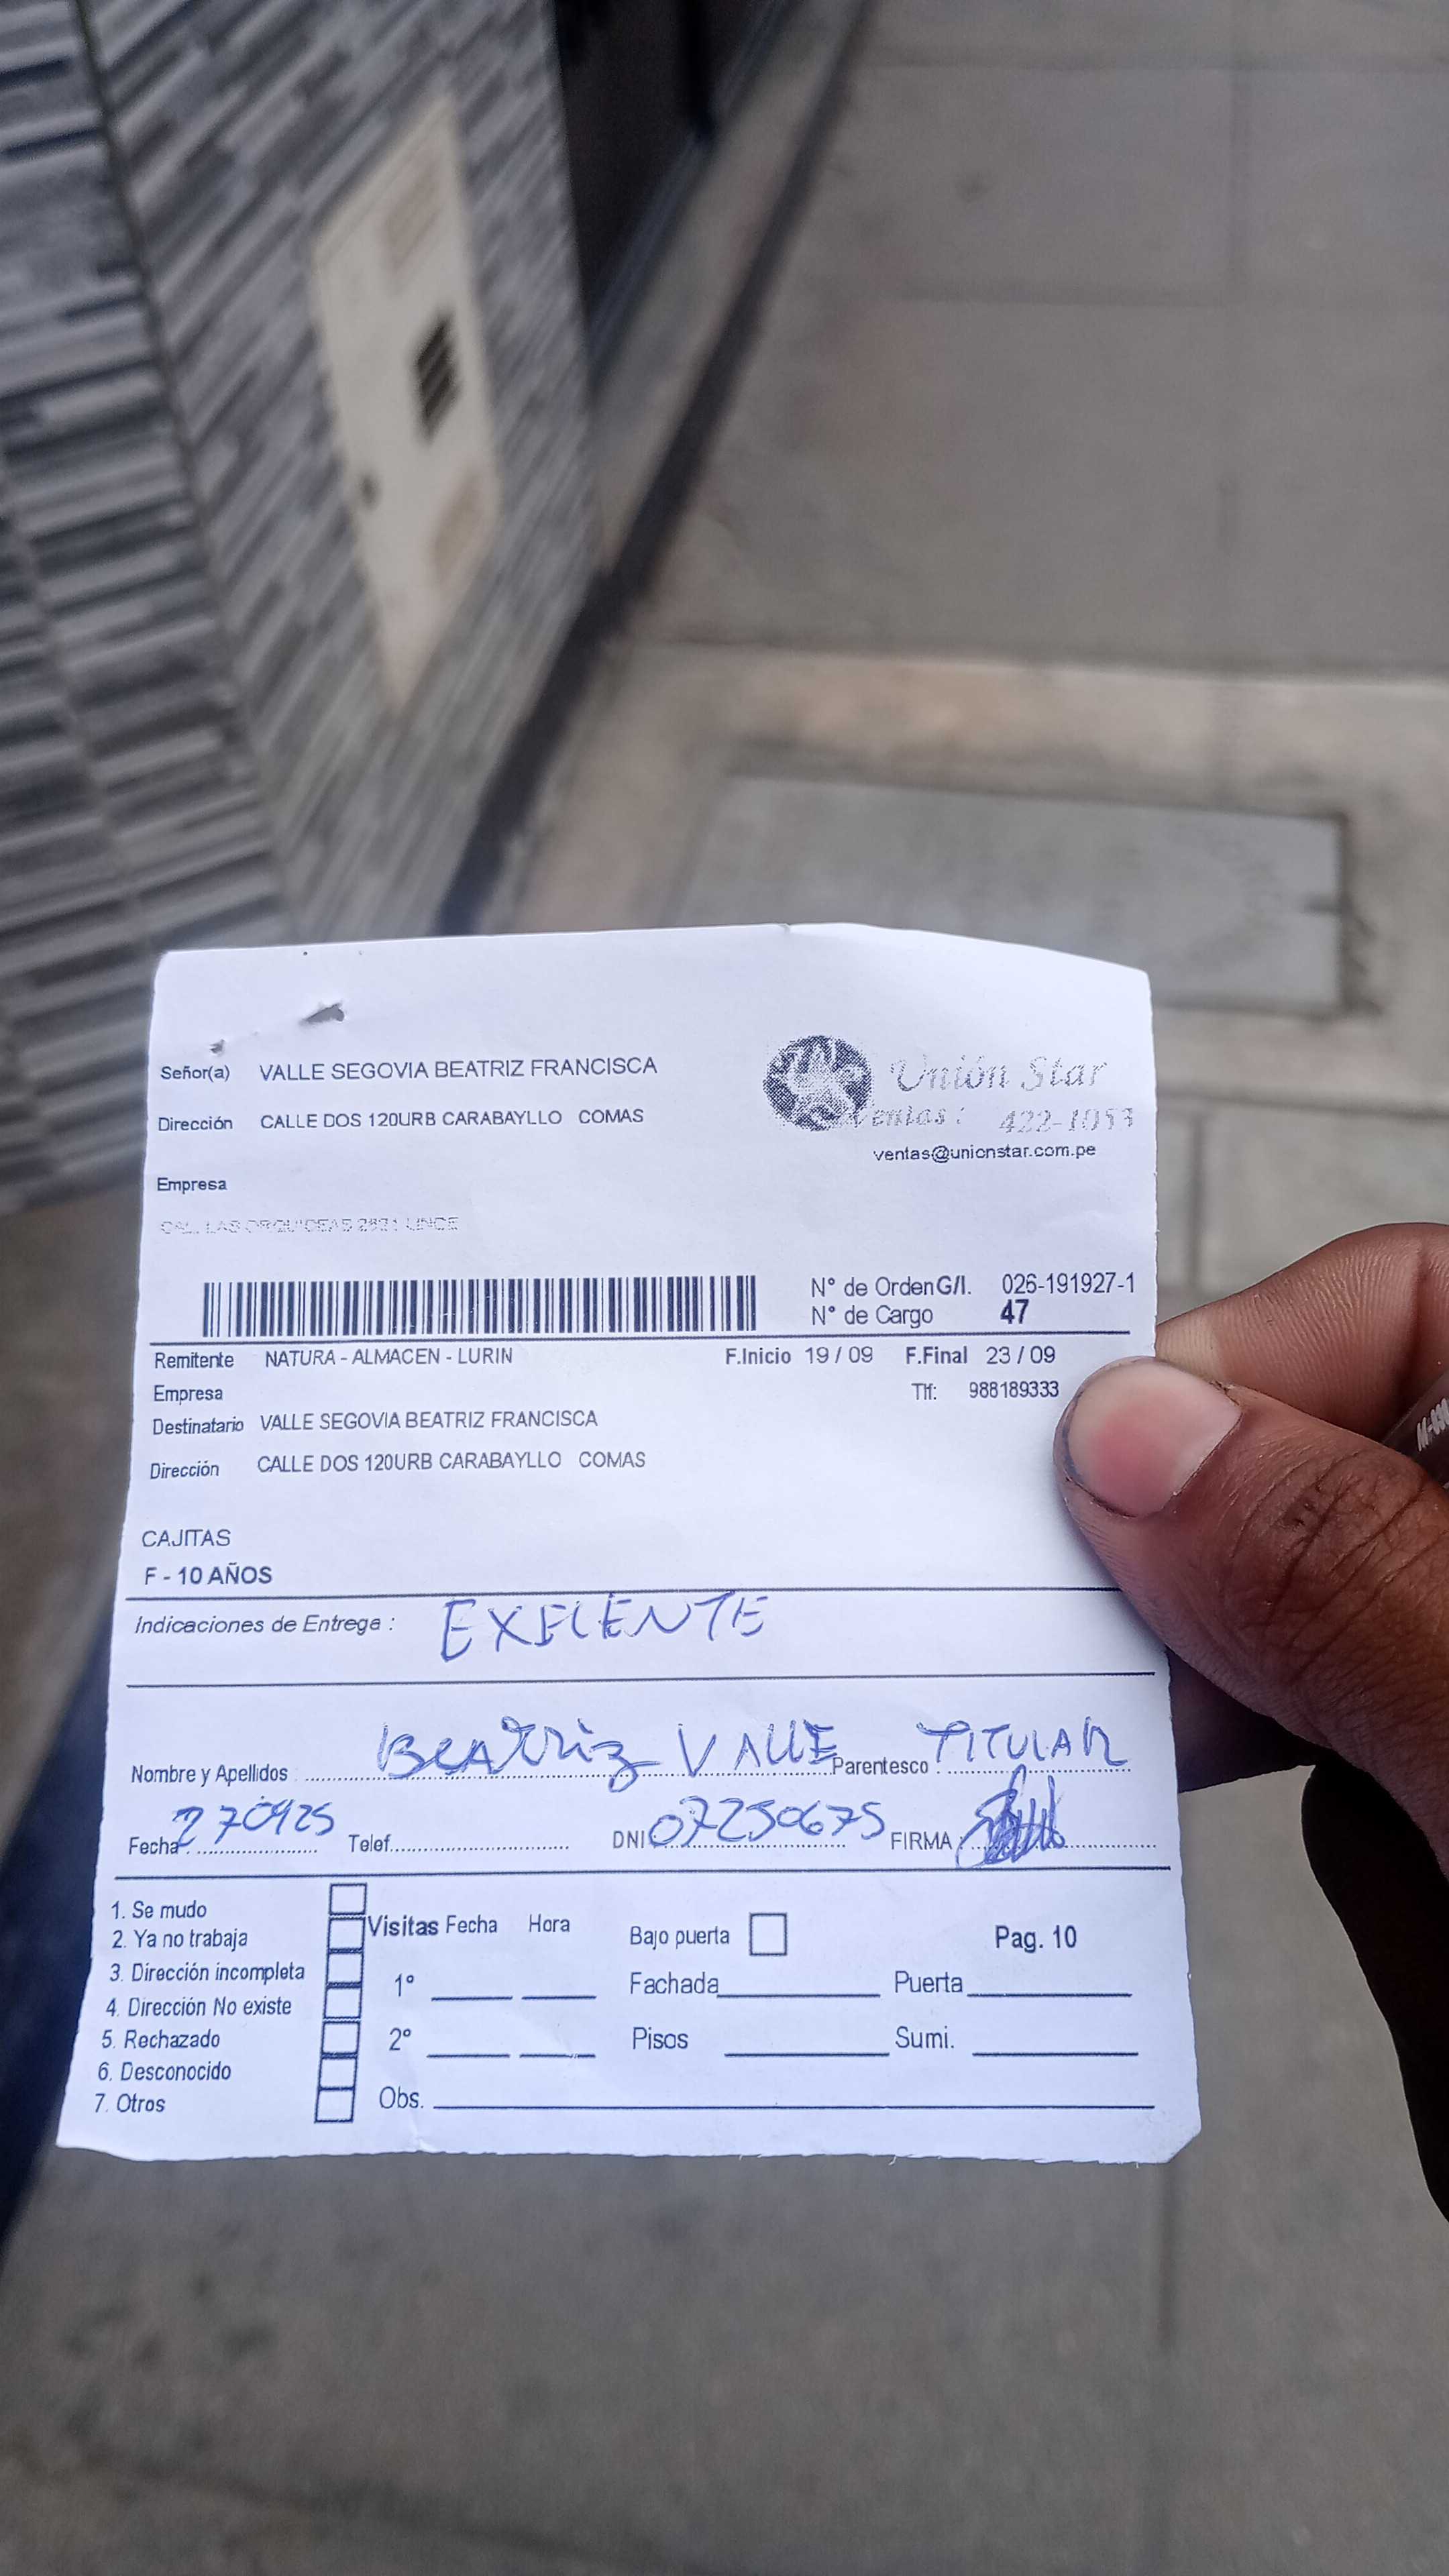 Señor(a) VALLE SEGOVIA BEATRIZ FRANCISCA
Unión Star
Dirección CALLE DOS 120URB CARABAYLLO COMAS
Ventas: 422-1053
ventas@unionstar.com.pe
Empresa
CAL. LAS ORQUIDEAS 2631 LINCE
N° de Orden G/I. 026-191927-1
N° de Cargo 47
Remitente NATURA - ALMACEN - LURIN F.Inicio 19 / 09 F.Final 23 / 09
Empresa Tlf: 988189333
Destinatario VALLE SEGOVIA BEATRIZ FRANCISCA
Dirección CALLE DOS 120URB CARABAYLLO COMAS
CAJITAS
F - 10 AÑOS
Indicaciones de Entrega : EXELENTE
Nombre y Apellidos Beatriz VALLE Parentesco : TITULAR
Fecha 270925 Telef. DNI 07250675 FIRMA :
1. Se mudo
2. Ya no trabaja
3. Dirección incompleta
4. Dirección No existe
5. Rechazado
6. Desconocido
7. Otros
Visitas Fecha Hora
1°
2°
Obs.
Bajo puerta Pag. 10
Fachada Puerta
Pisos Sumi.